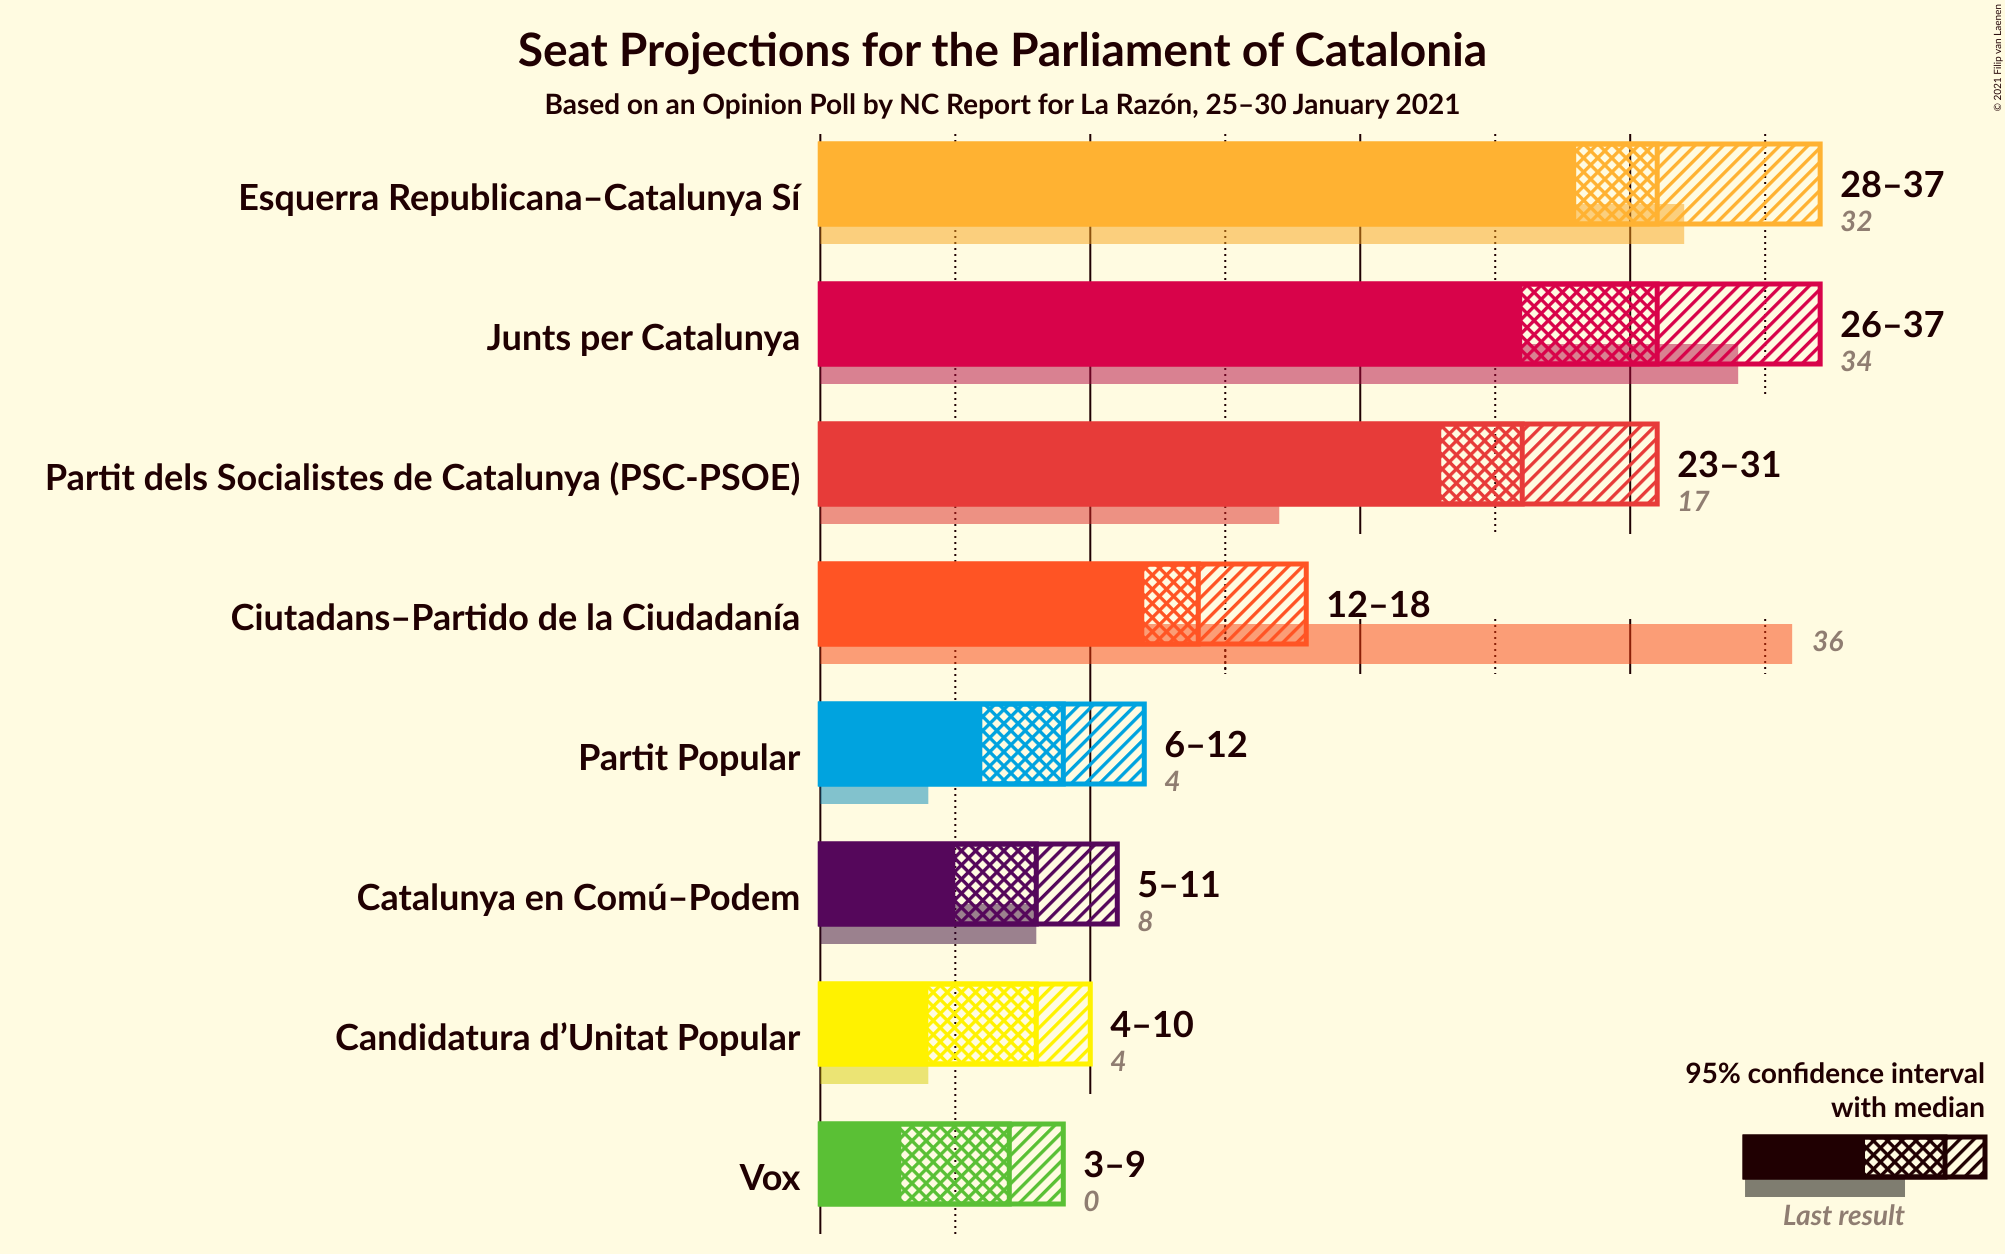 Seat Projections for the Parliament of Catalonia
Based on an Opinion Poll by NC Report for La Razón, 25–30 January 2021
© 2021 Filip van Laenen
Esquerra Republicana–Catalunya Sí
28–37
32
Junts per Catalunya
26–37
34
Partit dels Socialistes de Catalunya (PSC-PSOE)
23–31
17
Ciutadans–Partido de la Ciudadanía
12–18
36
Partit Popular
6–12
4
Catalunya en Comú–Podem
5–11
8
Candidatura d’Unitat Popular
4–10
4
Vox
3–9
0
95% confidence interval
with median
Last result